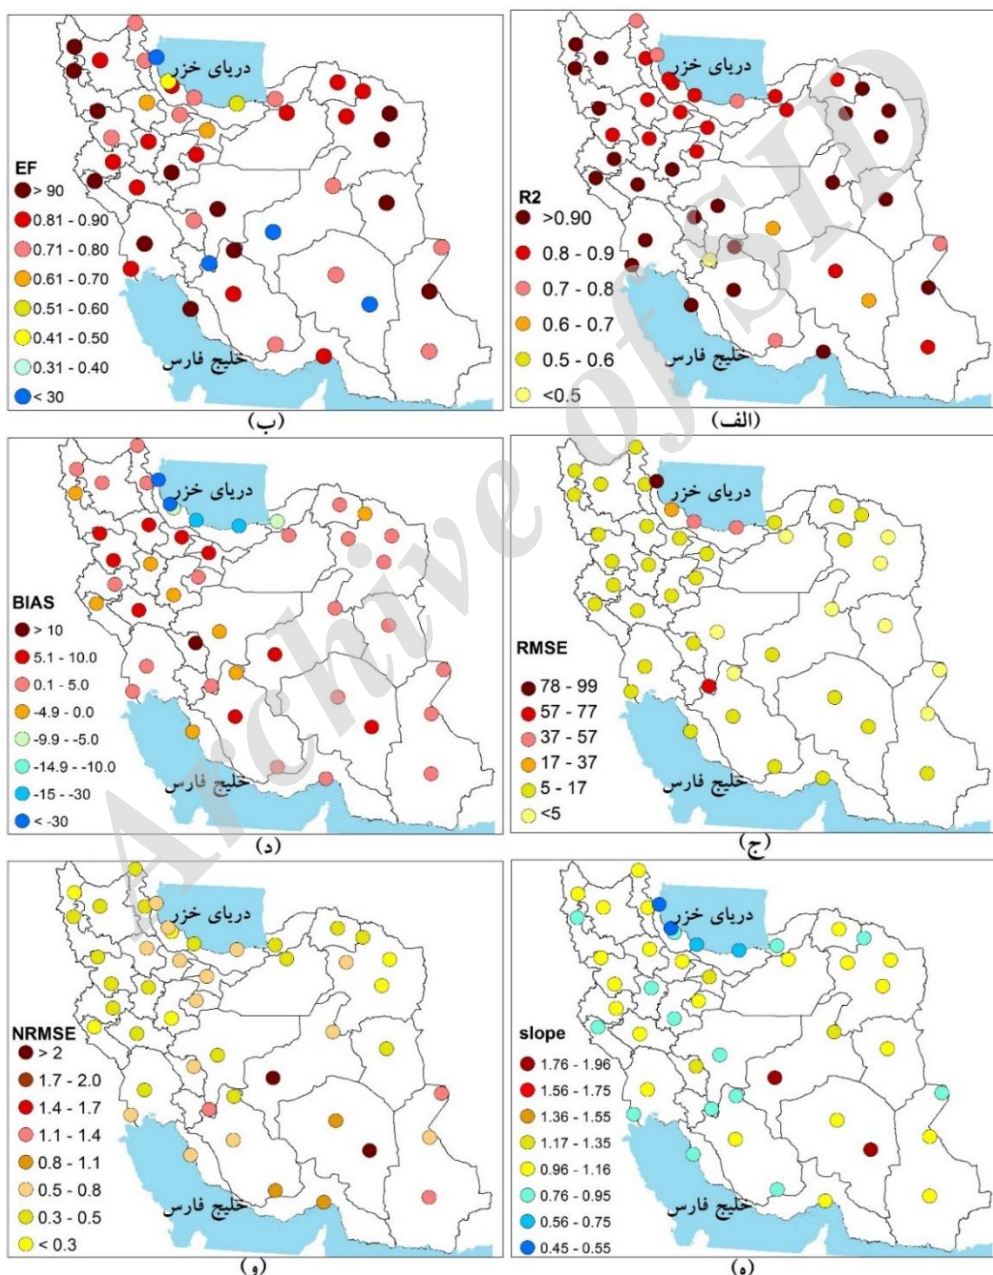 دریای خزر
EF
> 90
0.81 - 0.90
0.71 - 0.80
0.61 - 0.70
0.51 - 0.60
0.41 - 0.50
0.31 - 0.40
< 30
خلیج فارس
(ب)
دریای خزر
R2
>0.90
0.8 - 0.9
0.7 - 0.8
0.6 - 0.7
0.5 - 0.6
<0.5
خلیج فارس
(الف)
دریای خزر
BIAS
> 10
5.1 - 10.0
0.1 - 5.0
-4.9 - 0.0
-9.9 - -5.0
-14.9 - -10.0
-15 - -30
< -30
خلیج فارس
(د)
دریای خزر
RMSE
78 - 99
57 - 77
37 - 57
17 - 37
5 - 17
<5
خلیج فارس
(ج)
دریای خزر
NRMSE
> 2
1.7 - 2.0
1.4 - 1.7
1.1 - 1.4
0.8 - 1.1
0.5 - 0.8
0.3 - 0.5
< 0.3
خلیج فارس
(و)
دریای خزر
slope
1.76 - 1.96
1.56 - 1.75
1.36 - 1.55
1.17 - 1.35
0.96 - 1.16
0.76 - 0.95
0.56 - 0.75
0.45 - 0.55
خلیج فارس
(ه)
Archive of SID